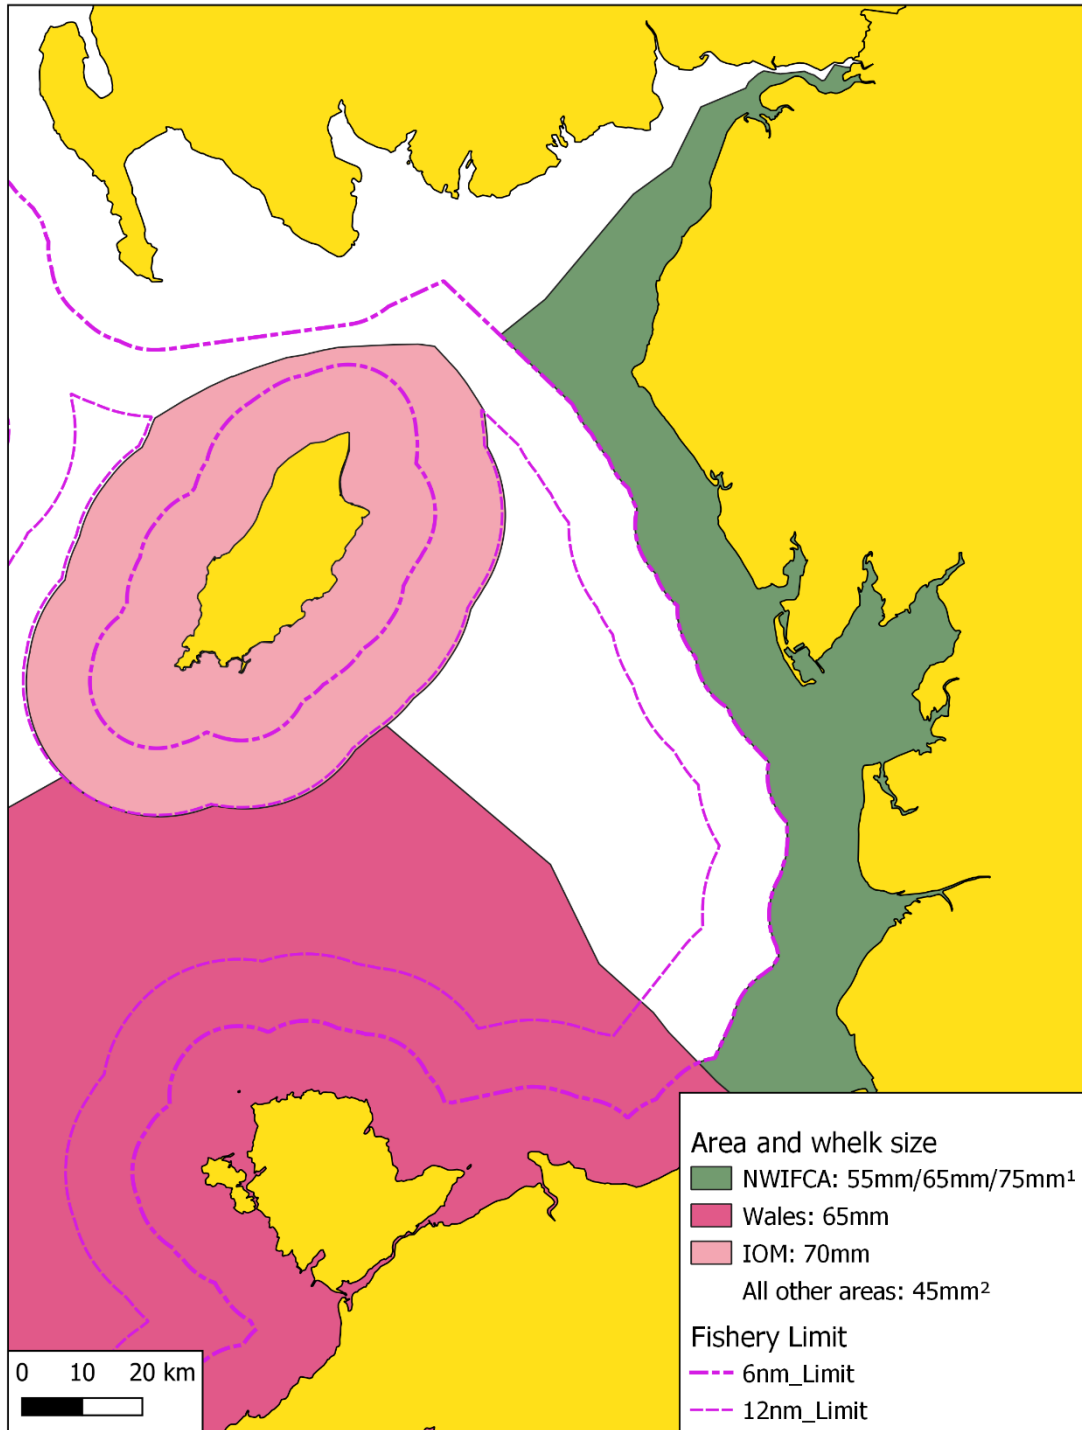 Area and whelk size
NWIFCA: 55mm/65mm/75mm¹
Wales: 65mm
IOM: 70mm
All other areas: 45mm²
Fishery Limit
6nm_Limit
12nm_Limit
0 10 20 km